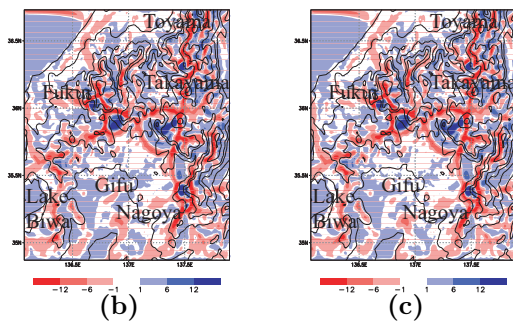 Toyama
Takayama
Fukui
Gifu
Lake
Biwa
Nagoya
36.5N
36N
35.5N
35N
136.5E
137E
137.5E
−12 −6 −1 1 6 12
(b)
Toyama
Takayama
Fukui
Gifu
Lake
Biwa
Nagoya
36.5N
36N
35.5N
35N
136.5E
137E
137.5E
−12 −6 −1 1 6 12
(c)